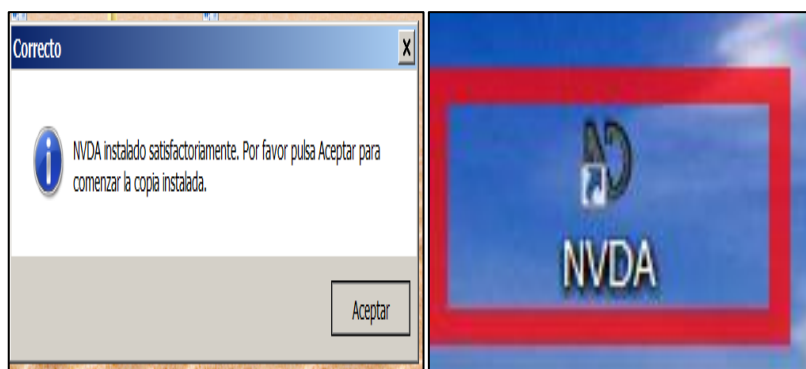 Correcto
NVDA instalado satisfactoriamente. Por favor pulsa Aceptar para
comenzar la copia instalada.
Aceptar
NVDA